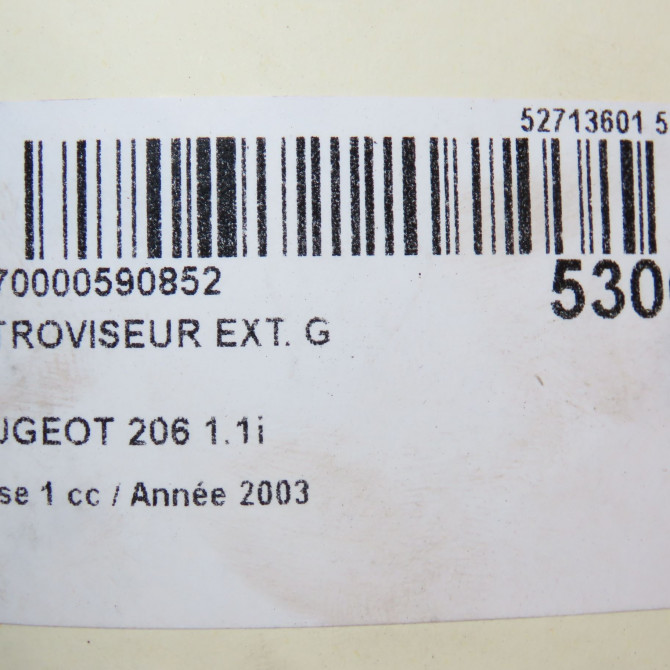 52713601 5
70000590852
530
TROVISEUR EXT. G
UGEOT 206 1.1i
se 1 cc / Année 2003